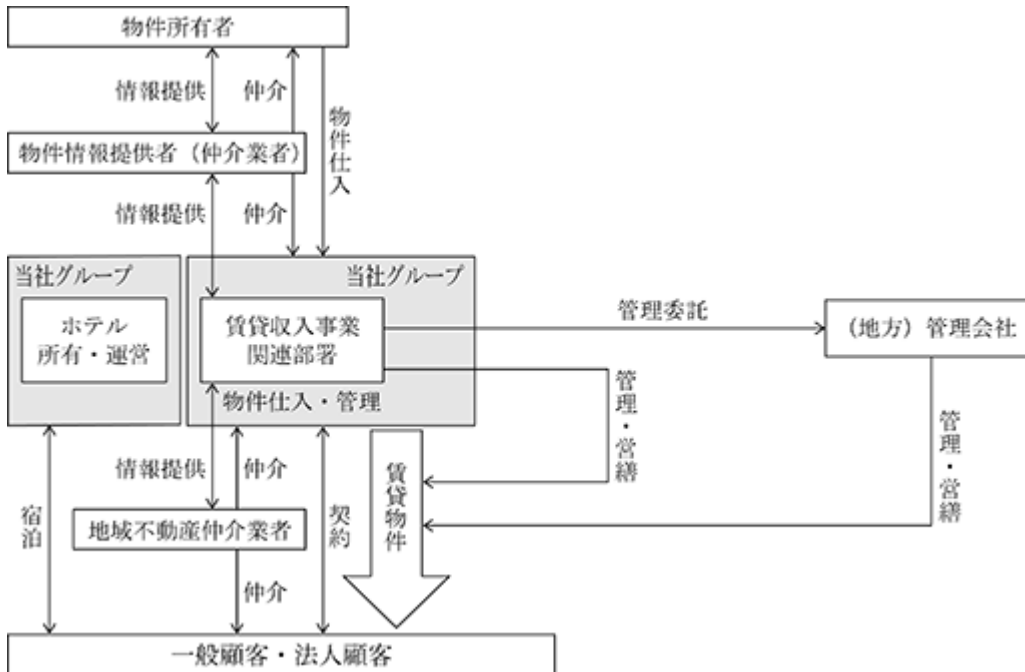 物件所有者
情報提供
仲介
物件仕入
物件情報提供者（仲介業者）
情報提供
仲介
当社グループ
当社グループ
ホテル
所有・運営
賃貸収入事業
関連部署
物件仕入・管理
管理委託
（地方）管理会社
管理・営繕
管理・営繕
宿泊
情報提供
仲介
契約
賃貸物件
地域不動産仲介業者
仲介
一般顧客・法人顧客